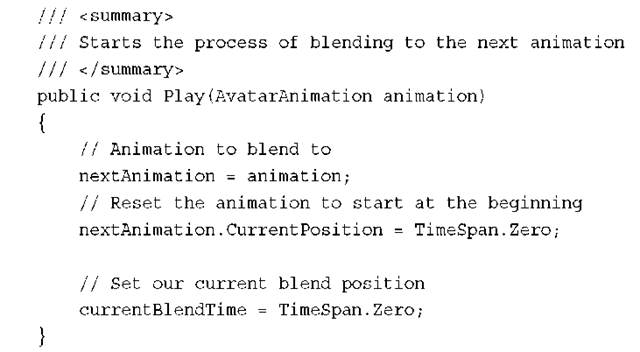 /// <summary>
/// Starts the process of blending to the next animation
/// </summary>
public void Play(AvatarAnimation animation)
{
    // Animation to blend to
    nextAnimation = animation;
    // Reset the animation to start at the beginning
    nextAnimation.CurrentPosition = TimeSpan.Zero;

    // Set our current blend position
    currentBlendTime = TimeSpan.Zero;
}